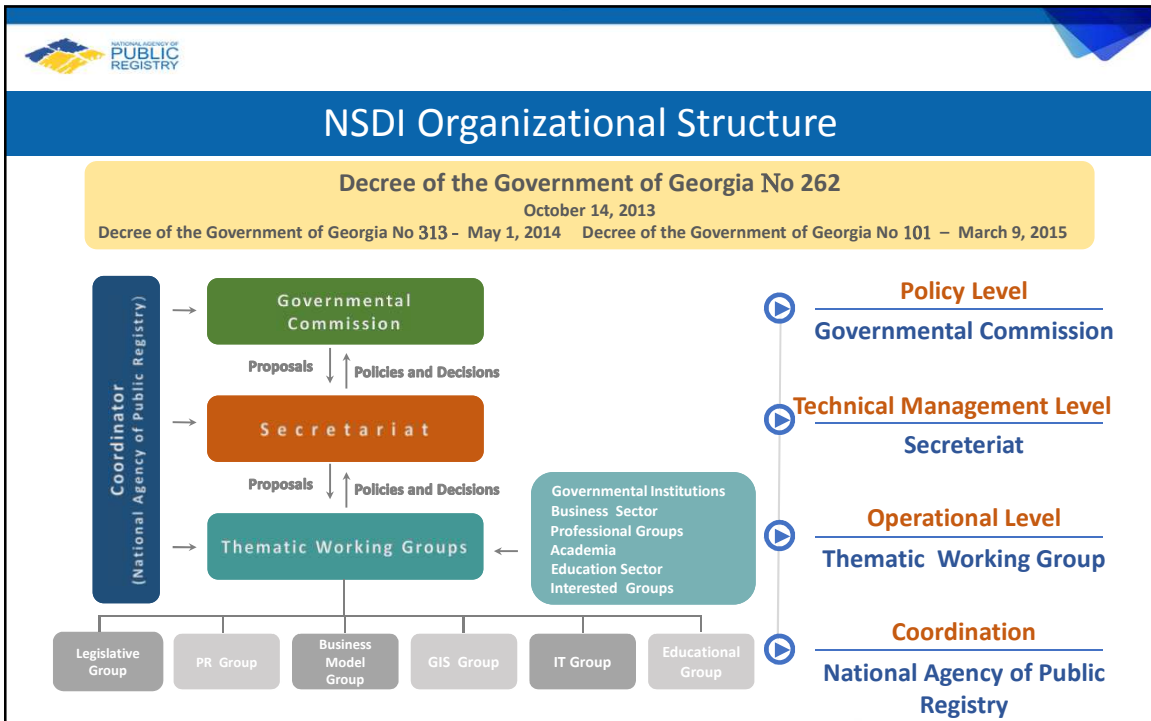 NATIONAL AGENCY OF
PUBLIC
REGISTRY
NSDI Organizational Structure
Decree of the Government of Georgia No 262
October 14, 2013
Decree of the Government of Georgia No 313 - May 1, 2014 Decree of the Government of Georgia No 101 – March 9, 2015
Coordinator
(National Agency of Public Registry)
Governmental
Commission
Proposals
Policies and Decisions
Secretariat
Proposals
Policies and Decisions
Thematic Working Groups
Governmental Institutions
Business Sector
Professional Groups
Academia
Education Sector
Interested Groups
Legislative
Group
PR Group
Business
Model
Group
GIS Group
IT Group
Educational
Group
Policy Level
Governmental Commission
Technical Management Level
Secreteriat
Operational Level
Thematic Working Group
Coordination
National Agency of Public
Registry